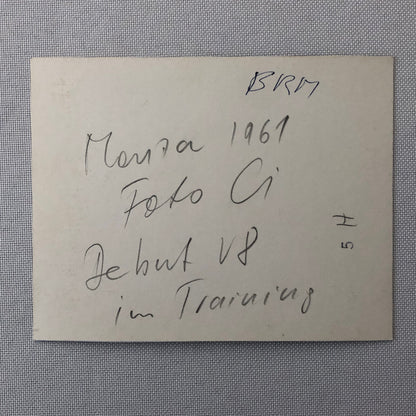 BRM
Monza 1961
Foto Ci
Debut V8
im Training
5 H